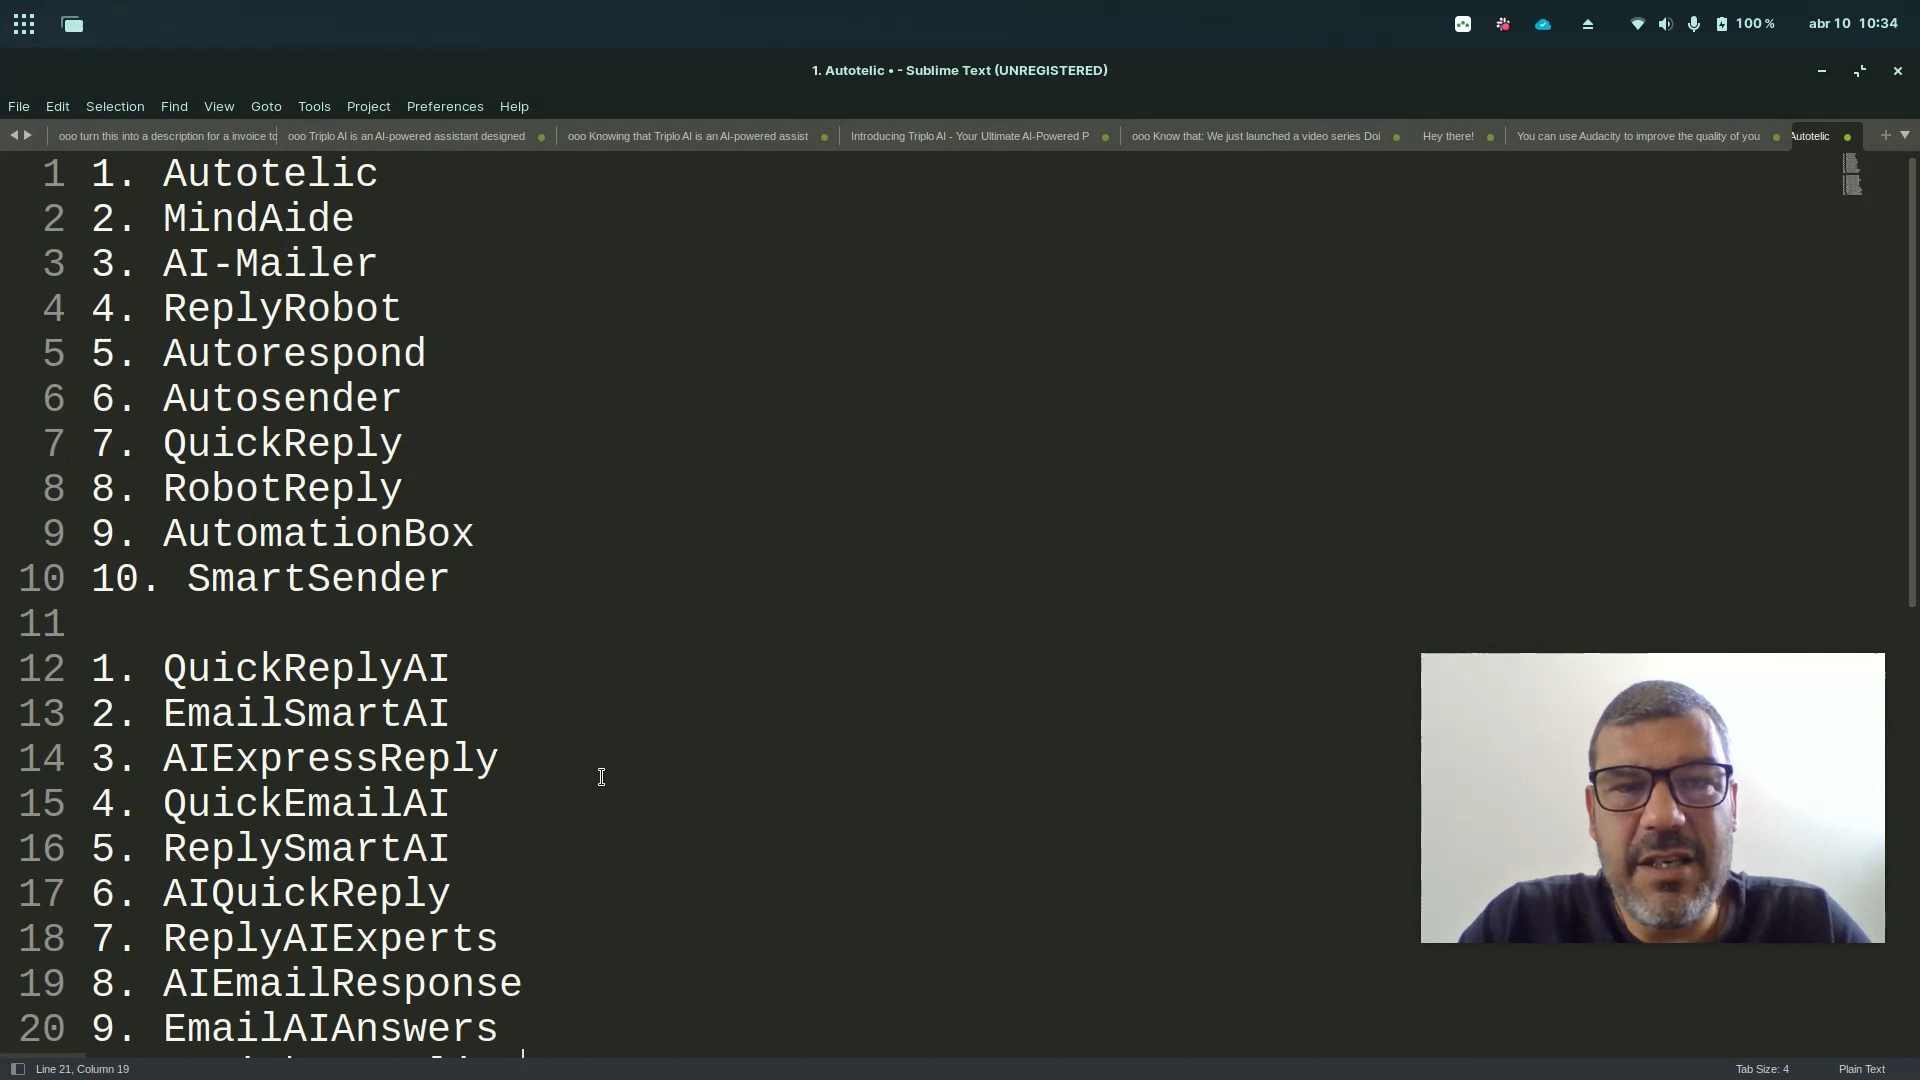 100 %
abr 10 10:34
1. Autotelic • - Sublime Text (UNREGISTERED)
File Edit Selection Find View Goto Tools Project Preferences Help
ooo turn this into a description for a invoice to
ooo Triplo AI is an AI-powered assistant designed
ooo Knowing that Triplo AI is an AI-powered assist
Introducing Triplo AI - Your Ultimate AI-Powered P
ooo Know that: We just launched a video series Doi
Hey there!
You can use Audacity to improve the quality of you
Autotelic
1 1. Autotelic
2 2. MindAide
3 3. AI-Mailer
4 4. ReplyRobot
5 5. Autorespond
6 6. Autosender
7 7. QuickReply
8 8. RobotReply
9 9. AutomationBox
10 10. SmartSender
11
12 1. QuickReplyAI
13 2. EmailSmartAI
14 3. AIExpressReply
15 4. QuickEmailAI
16 5. ReplySmartAI
17 6. AIQuickReply
18 7. ReplyAIExperts
19 8. AIEmailResponse
20 9. EmailAIAnswers
Line 21, Column 19
Tab Size: 4
Plain Text